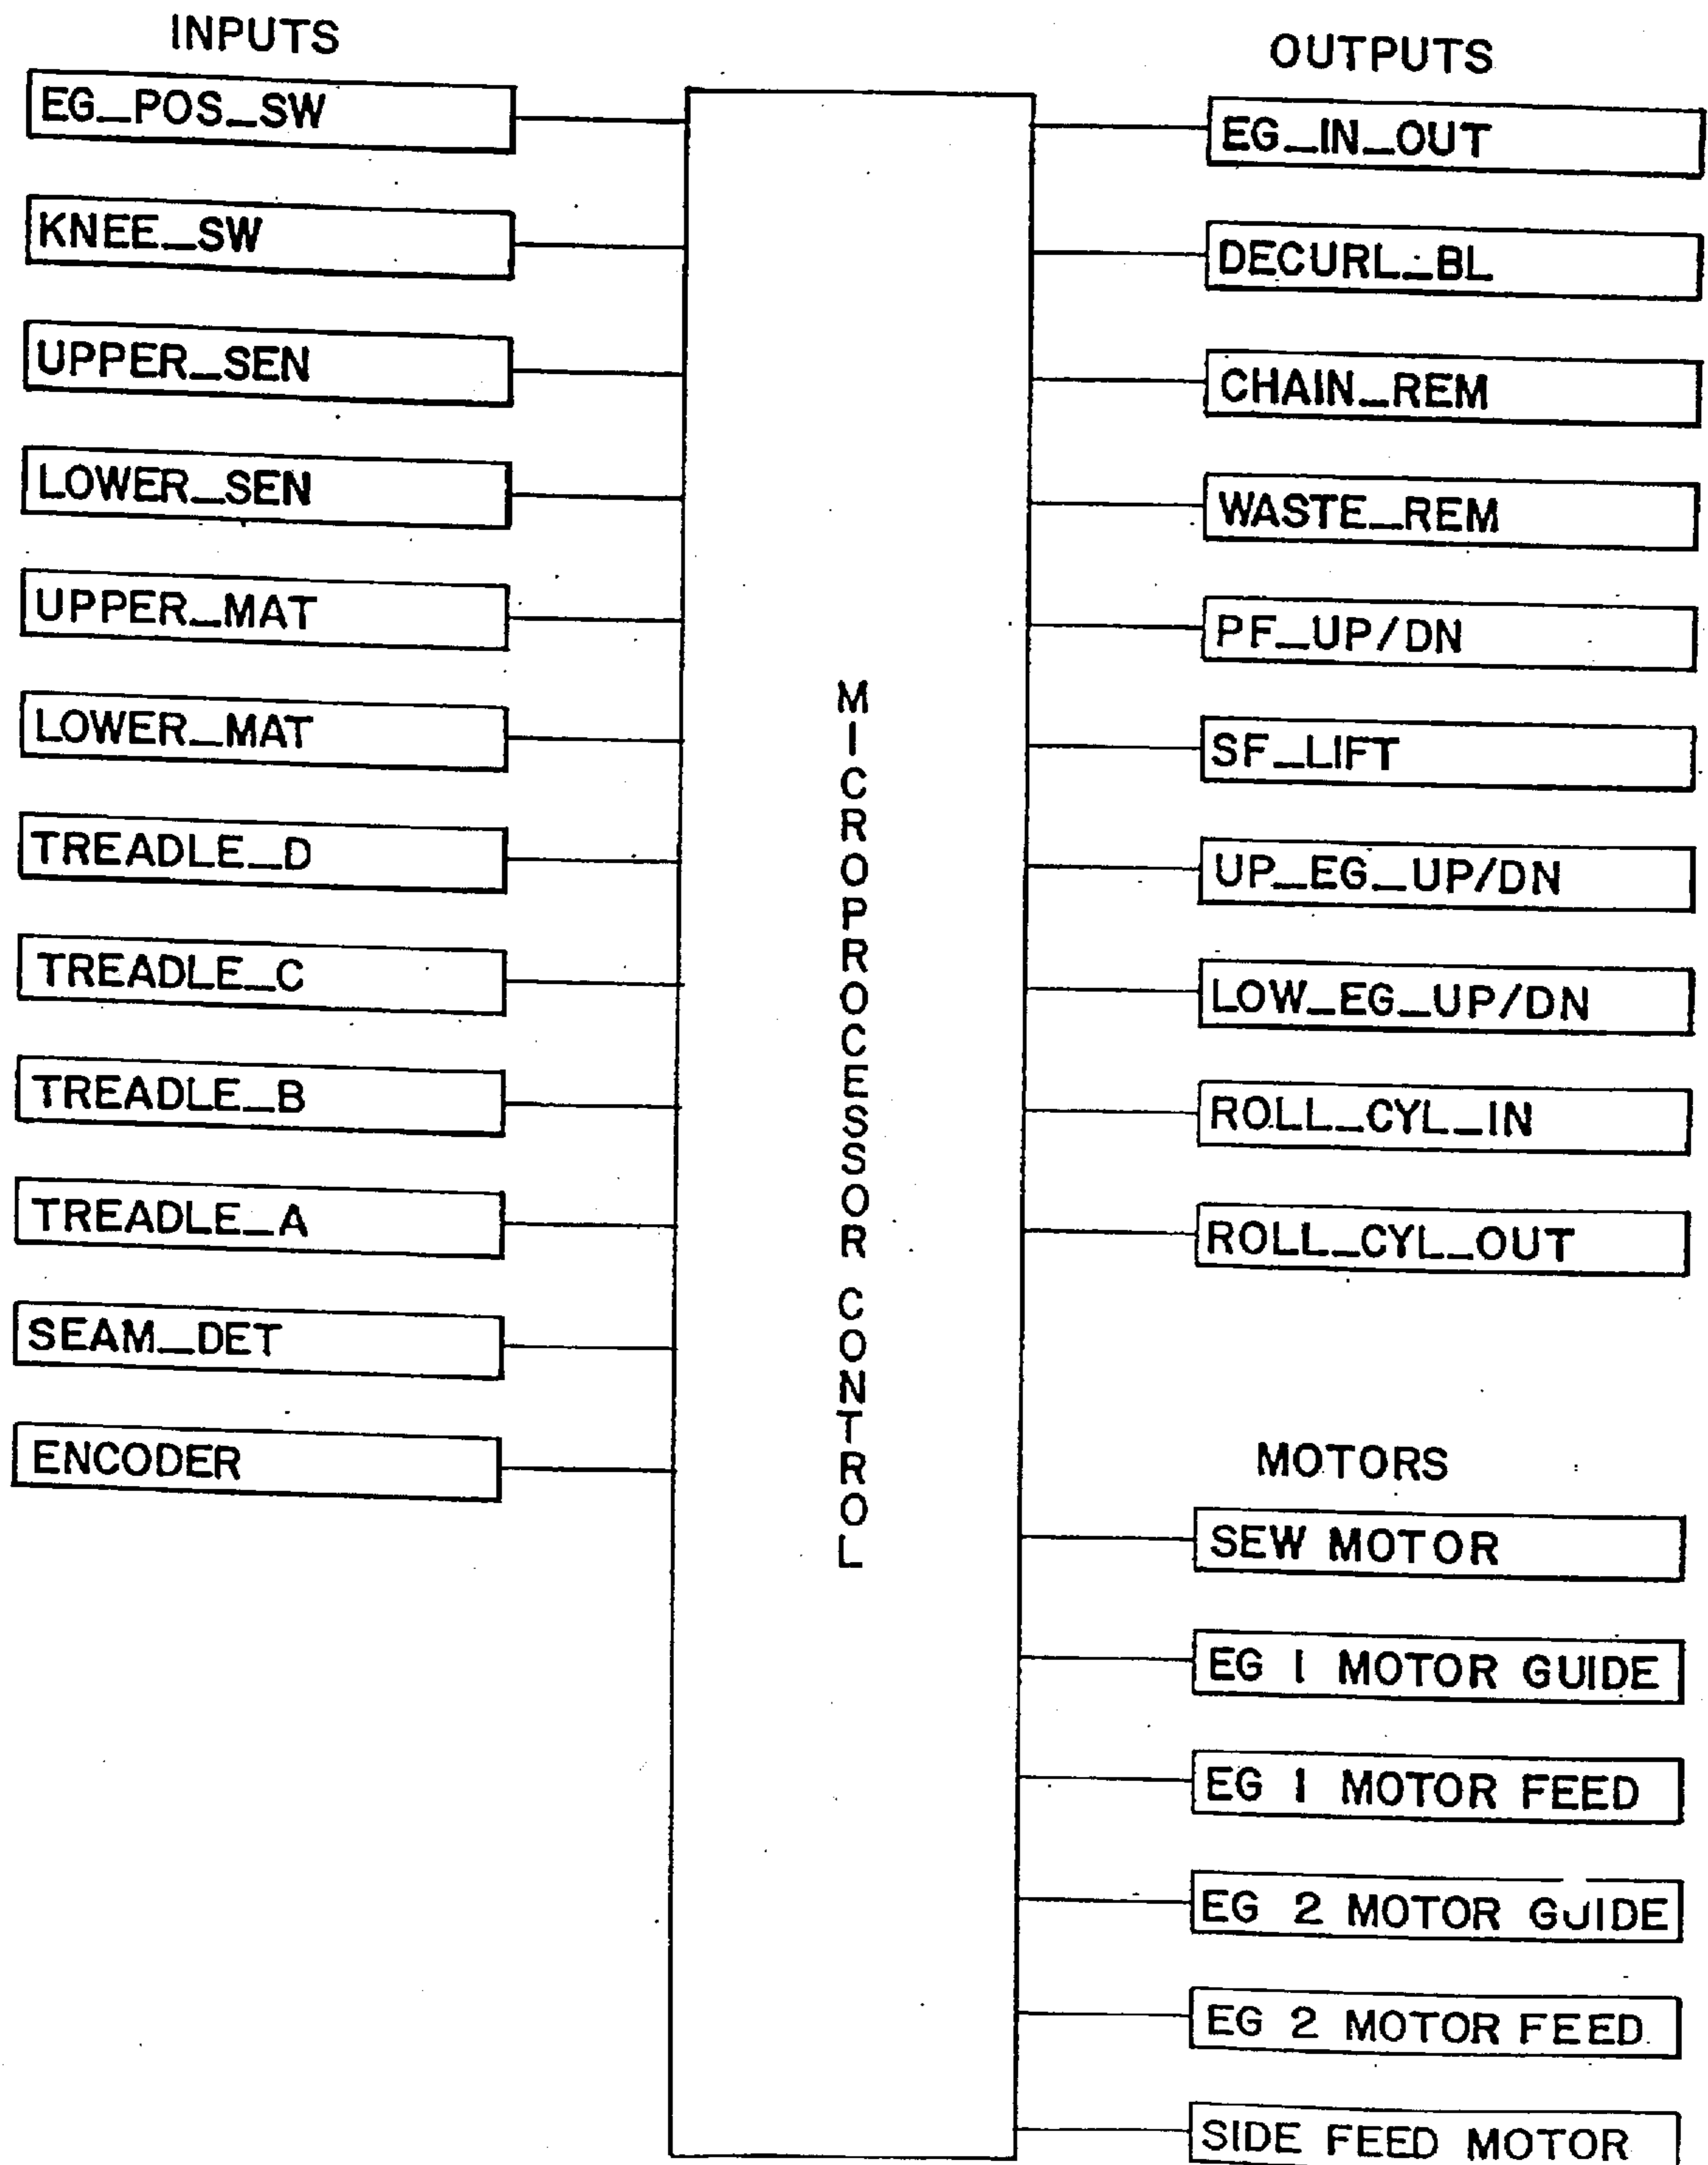 INPUTS
EG_POS_SW
KNEE_SW
UPPER_SEN
LOWER_SEN
UPPER_MAT
LOWER_MAT
TREADLE_D
TREADLE_C
TREADLE_B
TREADLE_A
SEAM_DET
ENCODER
MICROPROCESSOR CONTROL
OUTPUTS
EG_IN_OUT
DECURL_BL
CHAIN_REM
WASTE_REM
PF_UP/DN
SF_LIFT
UP_EG_UP/DN
LOW_EG_UP/DN
ROLL_CYL_IN
ROLL_CYL_OUT
MOTORS
SEW MOTOR
EG 1 MOTOR GUIDE
EG 1 MOTOR FEED
EG 2 MOTOR GUIDE
EG 2 MOTOR FEED
SIDE FEED MOTOR